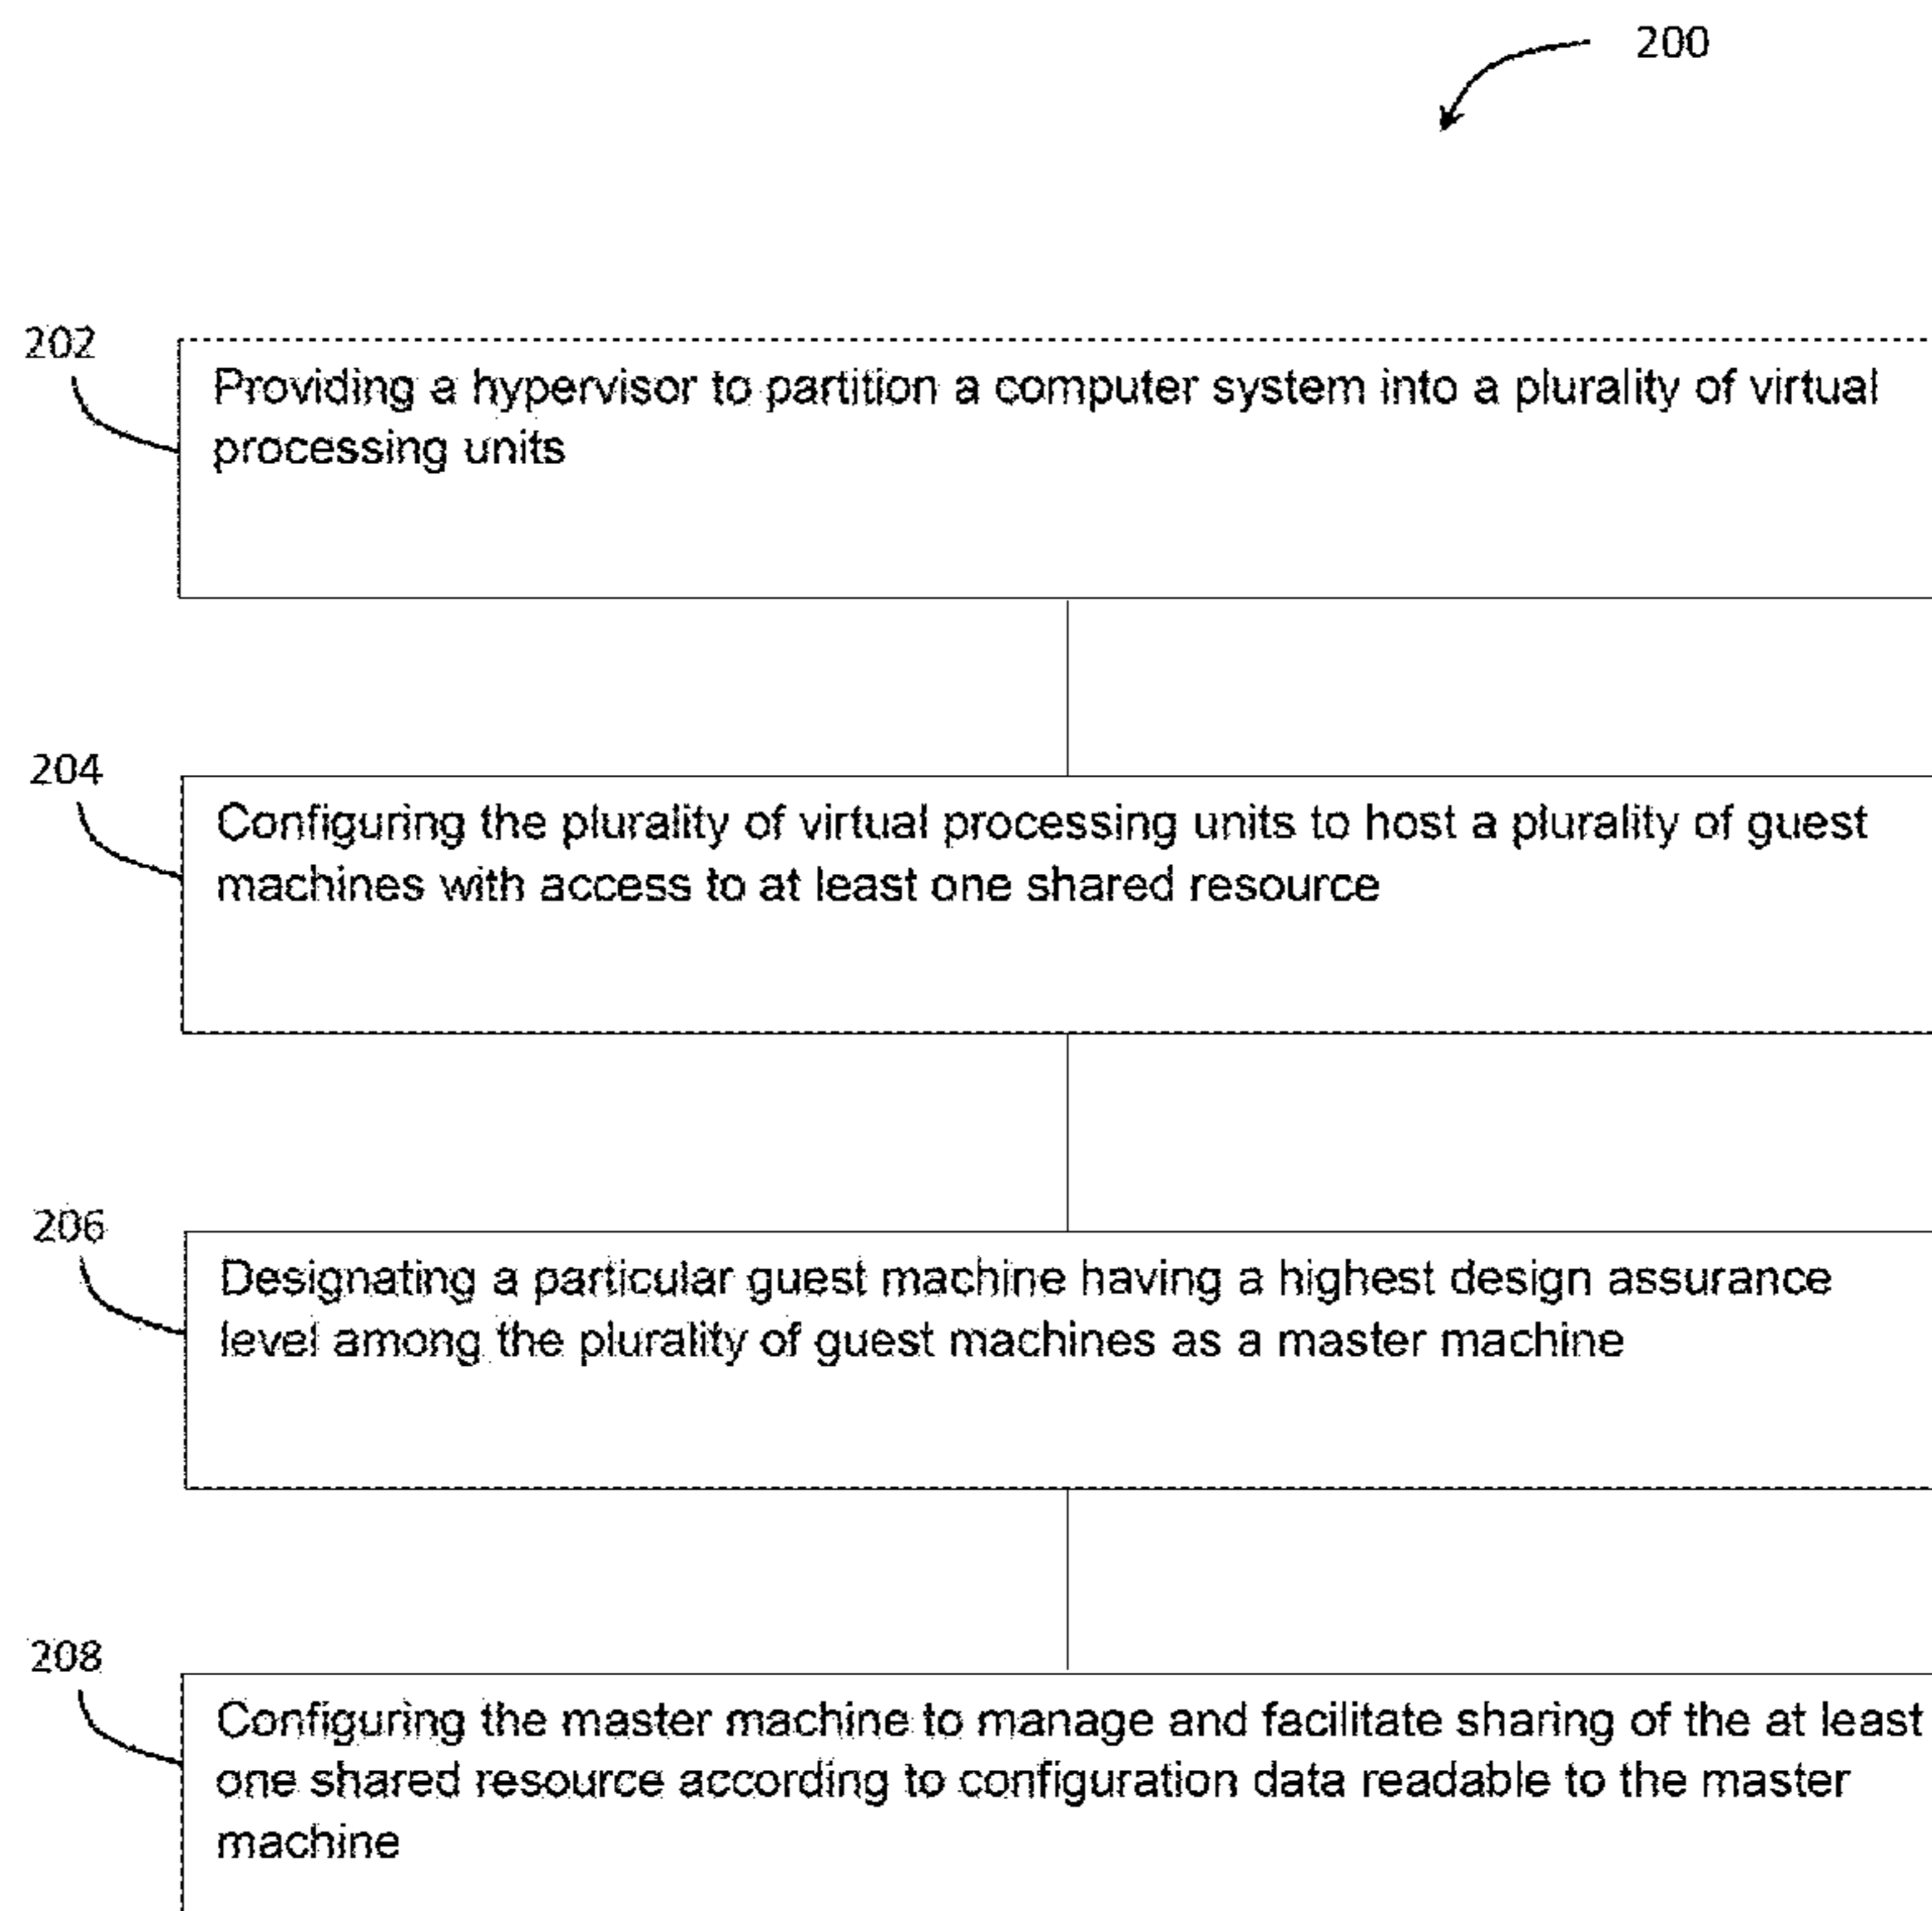 200
202
Providing a hypervisor to partition a computer system into a plurality of virtual
processing units
204
Configuring the plurality of virtual processing units to host a plurality of guest
machines with access to at least one shared resource
206
Designating a particular guest machine having a highest design assurance
level among the plurality of guest machines as a master machine
208
Configuring the master machine to manage and facilitate sharing of the at least
one shared resource according to configuration data readable to the master
machine